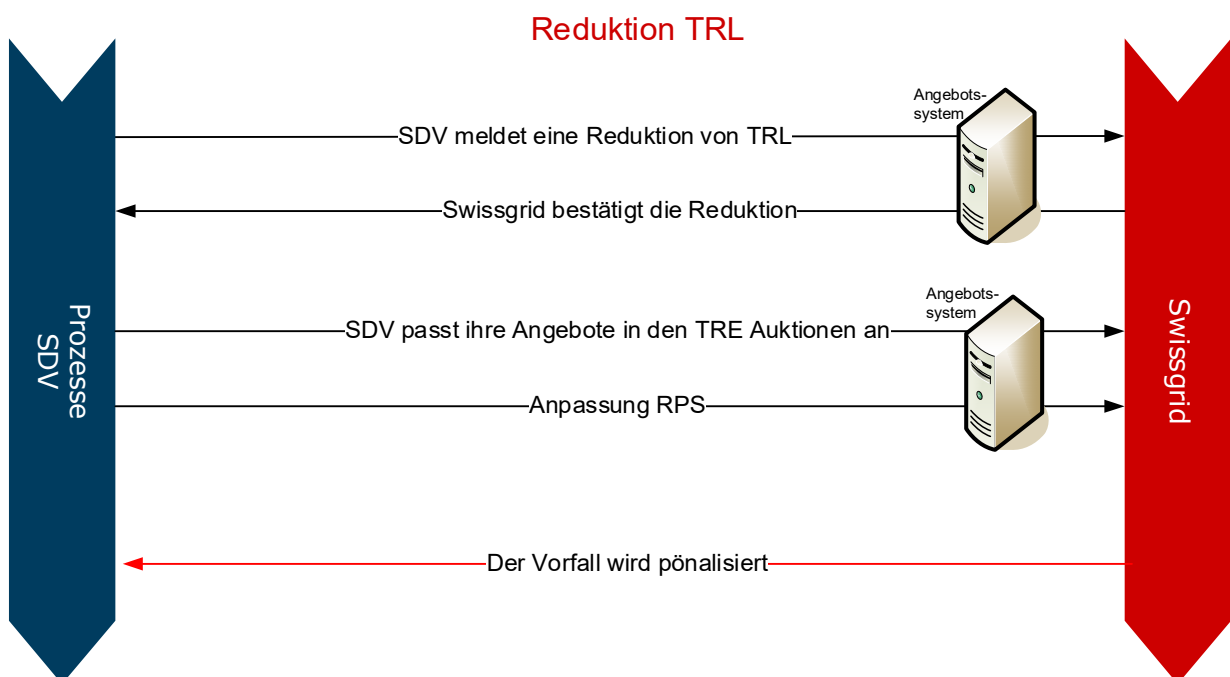 Reduktion TRL
Angebots-
system
SDV meldet eine Reduktion von TRL
Swissgrid bestätigt die Reduktion
Angebots-
system
SDV passt ihre Angebote in den TRE Auktionen an
Anpassung RPS
Prozesse
SDV
Swissgrid
Der Vorfall wird pönalisiert